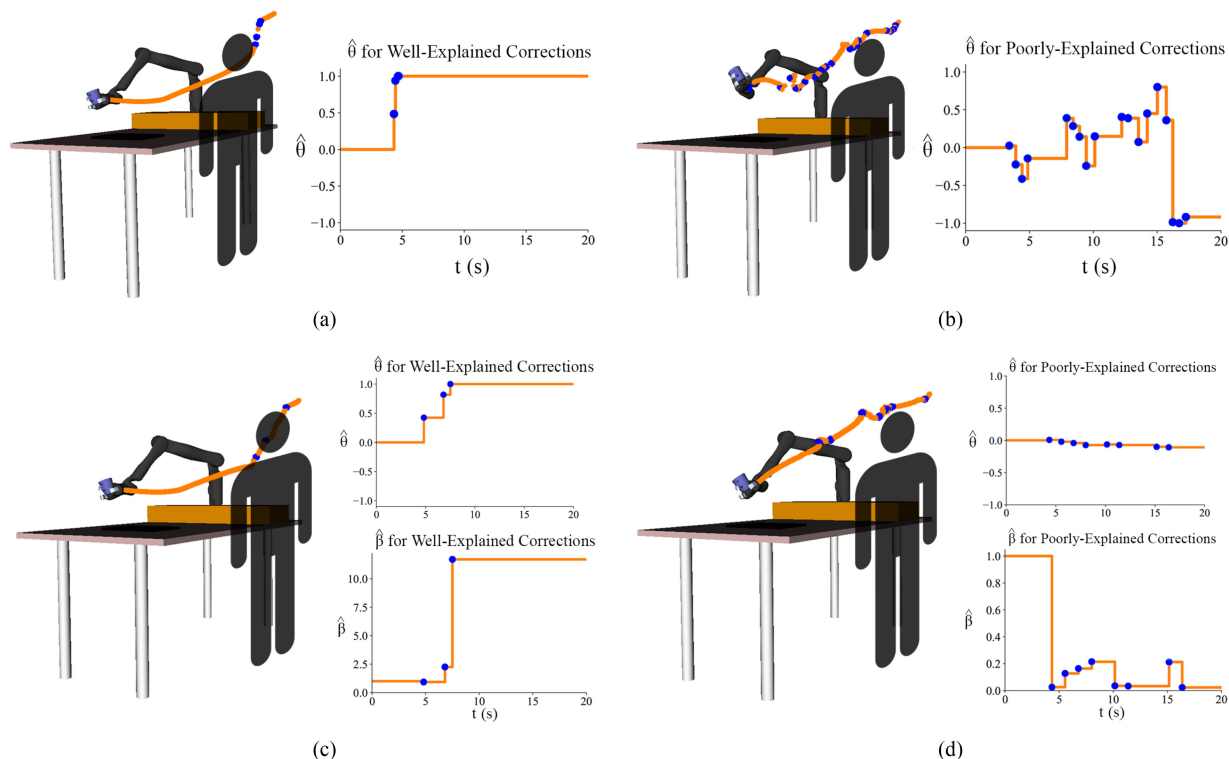 θ̂ for Well-Explained Corrections
1.0
0.5
θ̂
0.0
−0.5
−1.0
0 5 10 15 20
t (s)
(a)
θ̂ for Poorly-Explained Corrections
1.0
0.5
θ̂
0.0
−0.5
−1.0
0 5 10 15 20
t (s)
(b)
θ̂ for Well-Explained Corrections
1.0
0.5
θ̂
0.0
−0.5
−1.0
0 5 10 15 20
β̂ for Well-Explained Corrections
10.0
7.5
5.0
β̂
2.5
0.0
0 5 10 15 20
t (s)
(c)
θ̂ for Poorly-Explained Corrections
1.0
0.5
θ̂
0.0
−0.5
−1.0
0 5 10 15 20
β̂ for Poorly-Explained Corrections
1.0
0.8
0.6
β̂
0.4
0.2
0.0
0 5 10 15 20
t (s)
(d)